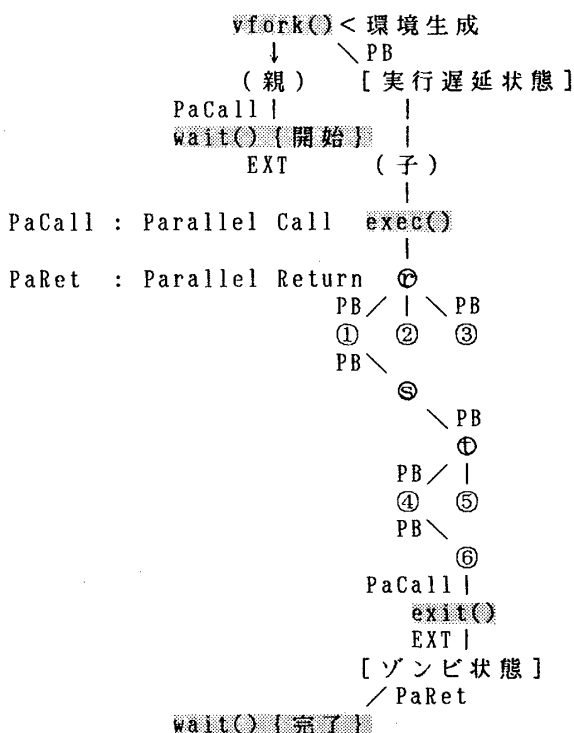 vfork() < 環境生成
↓ ＼PB
(親) [実行遅延状態]
PaCall | |
wait() {開始} |
EXT (子)
|
PaCall : Parallel Call exec()
|
PaRet : Parallel Return ⓡ
PB／ | ＼PB
① ② ③
PB＼
ⓢ
＼PB
ⓣ
PB／ |
④ ⑤
PB＼
⑥
PaCall |
exit()
EXT |
[ゾンビ状態]
／PaRet
wait() {完了}